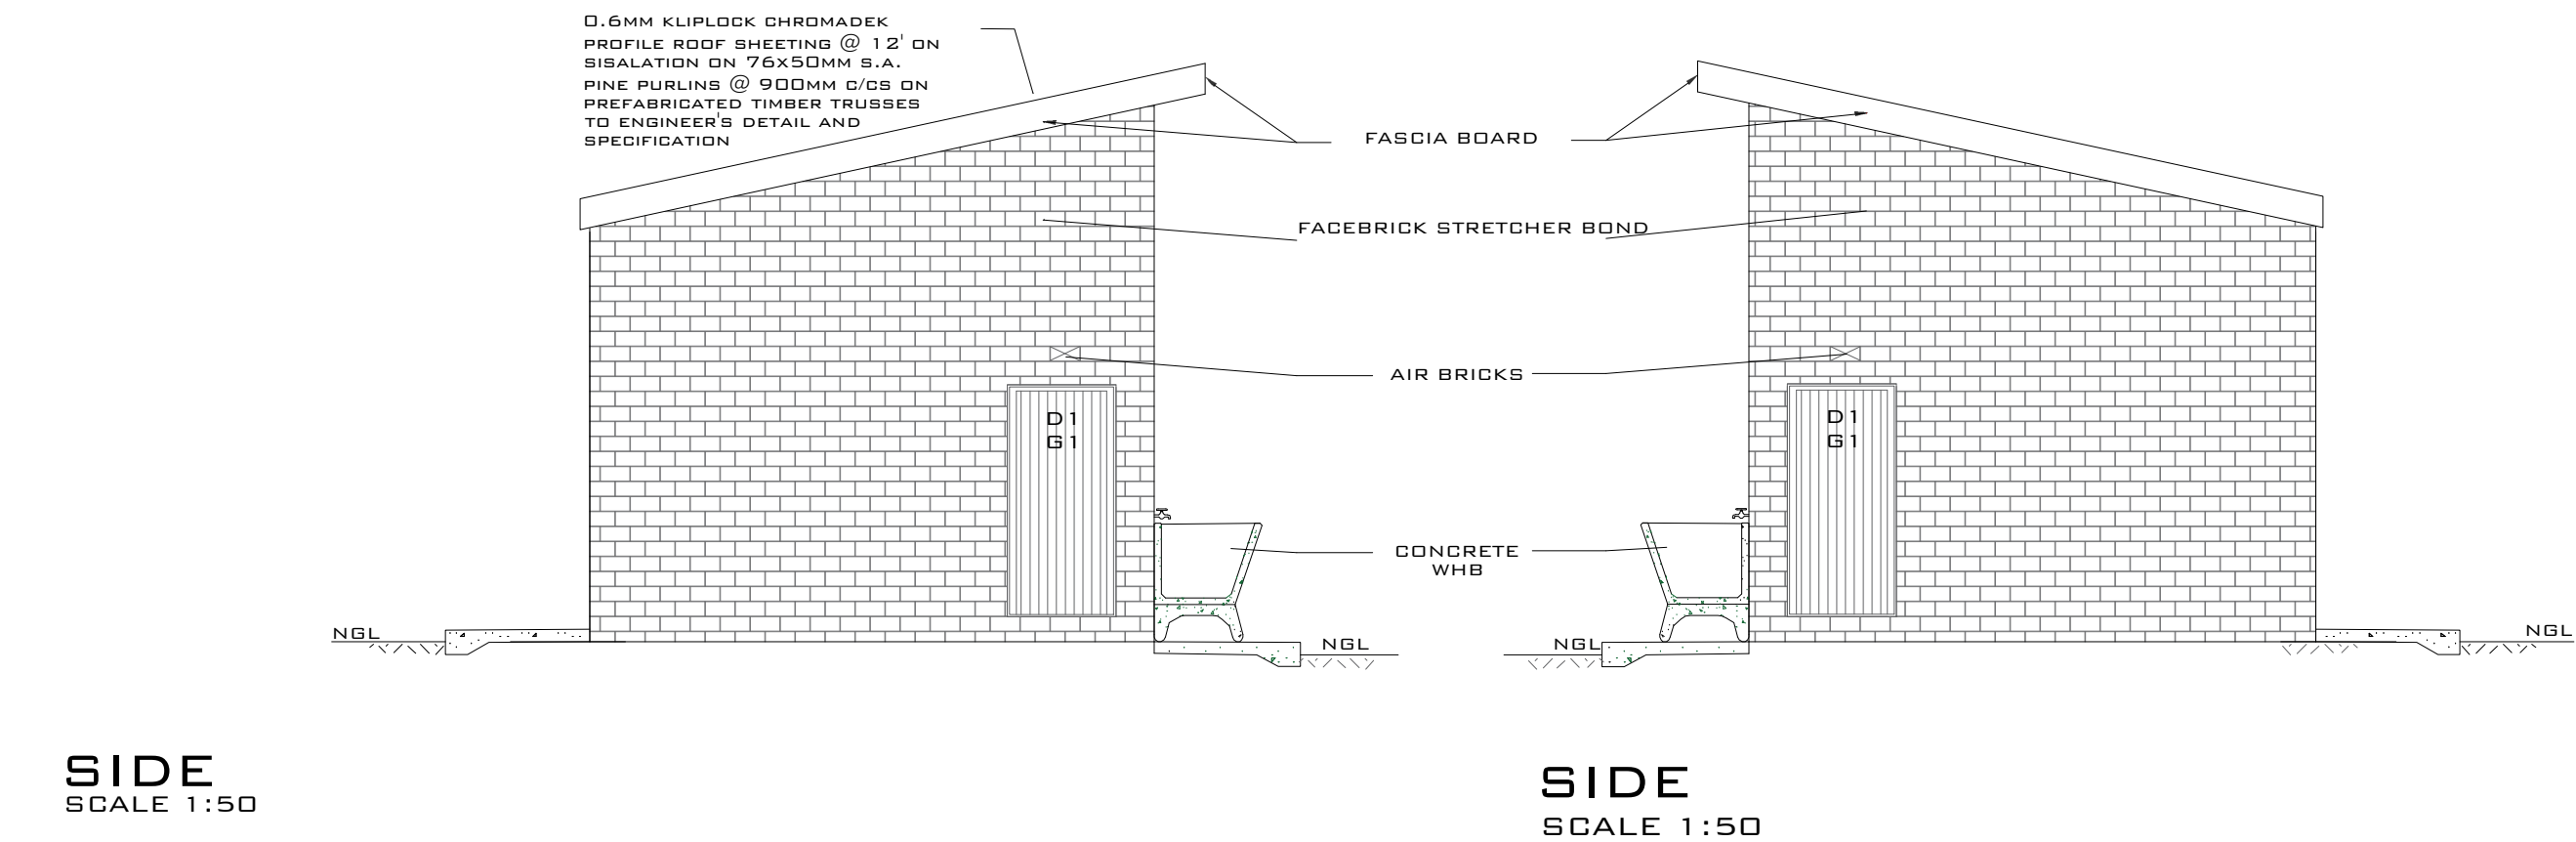 0.6MM KLIPLOCK CHROMADEK
PROFILE ROOF SHEETING @ 12' ON
SISALATION ON 76X50MM S.A.
PINE PURLINS @ 900MM C/CS ON
PREFABRICATED TIMBER TRUSSES
TO ENGINEER'S DETAIL AND
SPECIFICATION
FASCIA BOARD
FACEBRICK STRETCHER BOND
AIR BRICKS
D1
G1
D1
G1
CONCRETE
WHB
NGL
NGL
NGL
NGL
SIDE
SCALE 1:50
SIDE
SCALE 1:50